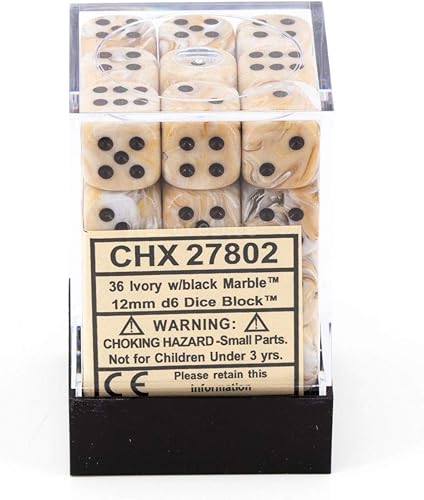 CHX 27802
36 Ivory w/black Marble™
12mm d6 Dice Block™
WARNING:
CHOKING HAZARD-Small Parts.
Not for Children Under 3 yrs.
CE Please retain this
information